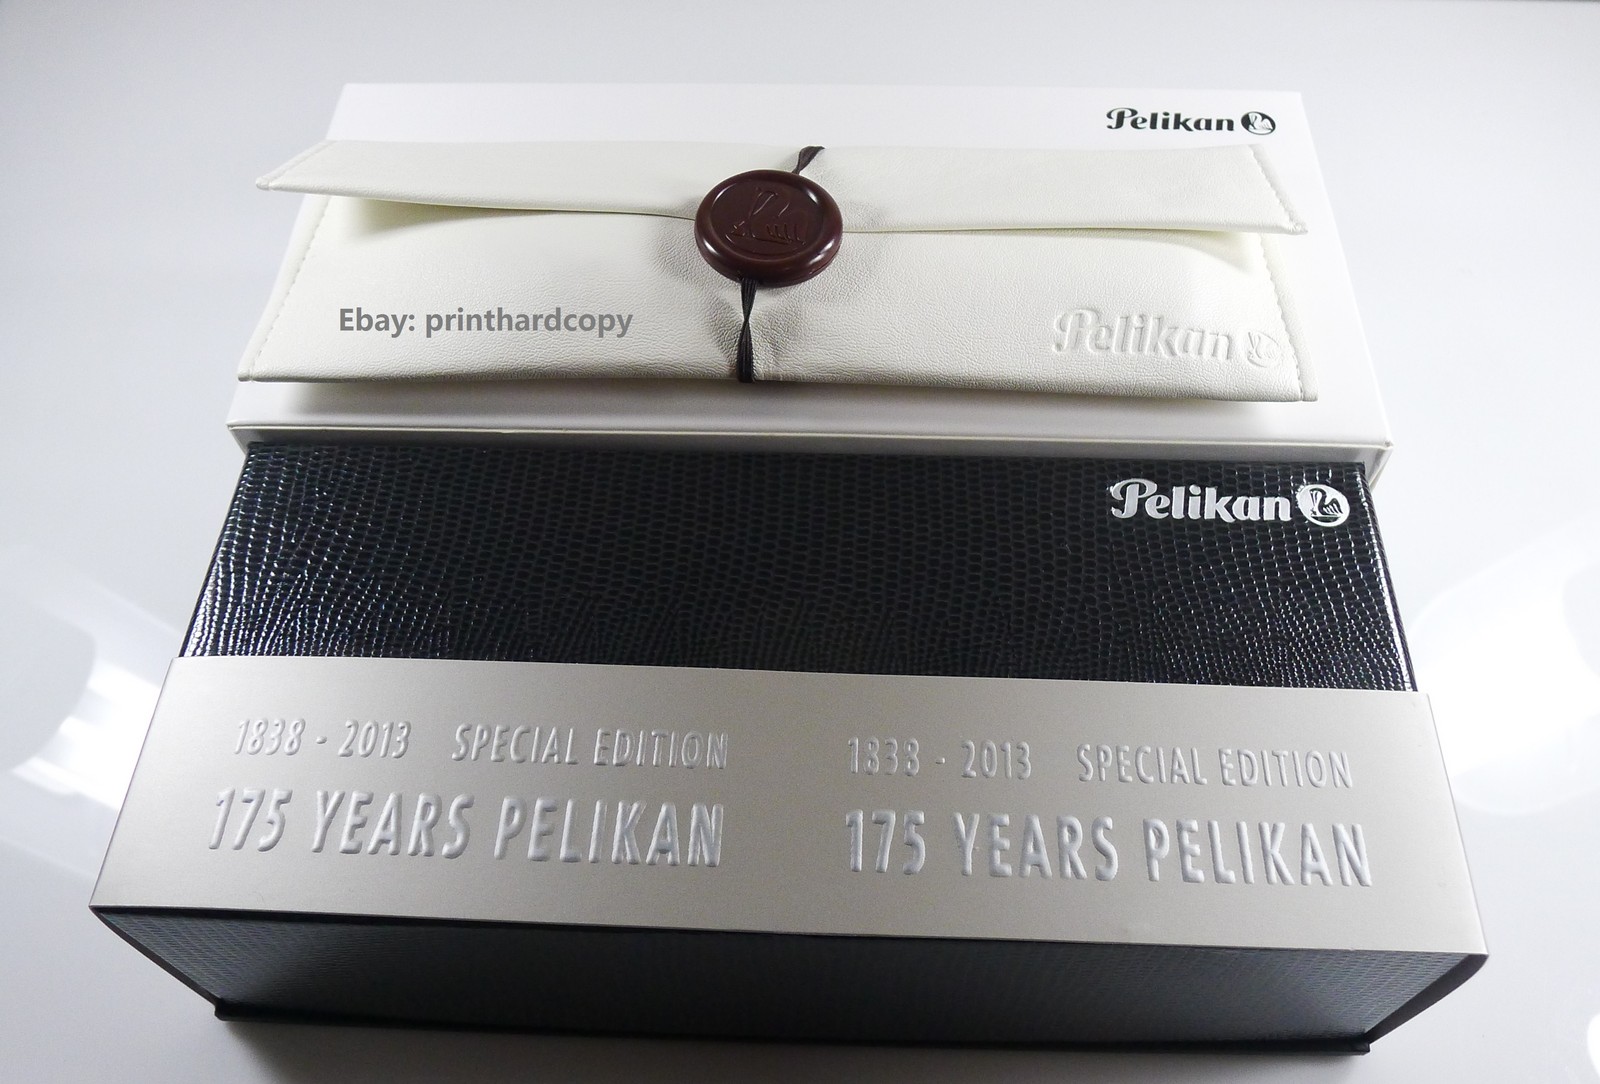 Pelikan
Ebay: printhardcopy
Pelikan
Pelikan
1838 - 2013 SPECIAL EDITION
175 YEARS PELIKAN
1838 - 2013 SPECIAL EDITION
175 YEARS PELIKAN